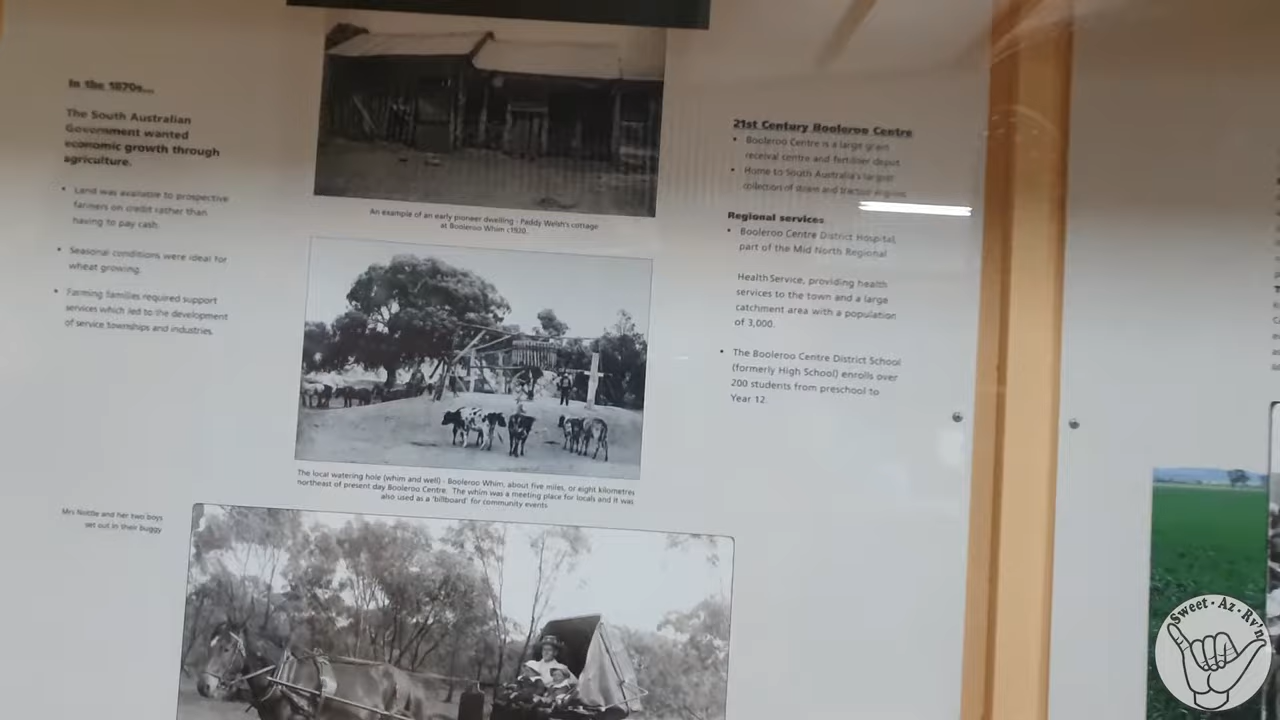 In the 1870s...
The South Australian
Government wanted
economic growth through
agriculture.
• Land was available to prospective
farmers on credit rather than
having to pay cash.
• Seasonal conditions were ideal for
wheat growing.
• Farming families required support
services which led to the development
of service townships and industries.
An example of an early pioneer dwelling - Paddy Welsh's cottage
at Booleroo Whim c1920.
The local watering hole (whim and well) - Booleroo Whim, about five miles, or eight kilometres
northeast of present day Booleroo Centre. The whim was a meeting place for locals and it was
also used as a 'billboard' for community events
Mrs Nottle and her two boys
set out in their buggy
21st Century Booleroo Centre
• Booleroo Centre is a large grain
receival centre and fertiliser depot
• Home to South Australia's largest
collection of steam and traction engines
Regional services
• Booleroo Centre District Hospital,
part of the Mid North Regional
Health Service, providing health
services to the town and a large
catchment area with a population
of 3,000.
• The Booleroo Centre District School
(formerly High School) enrolls over
200 students from preschool to
Year 12.
Sweet·Az·Rv'n